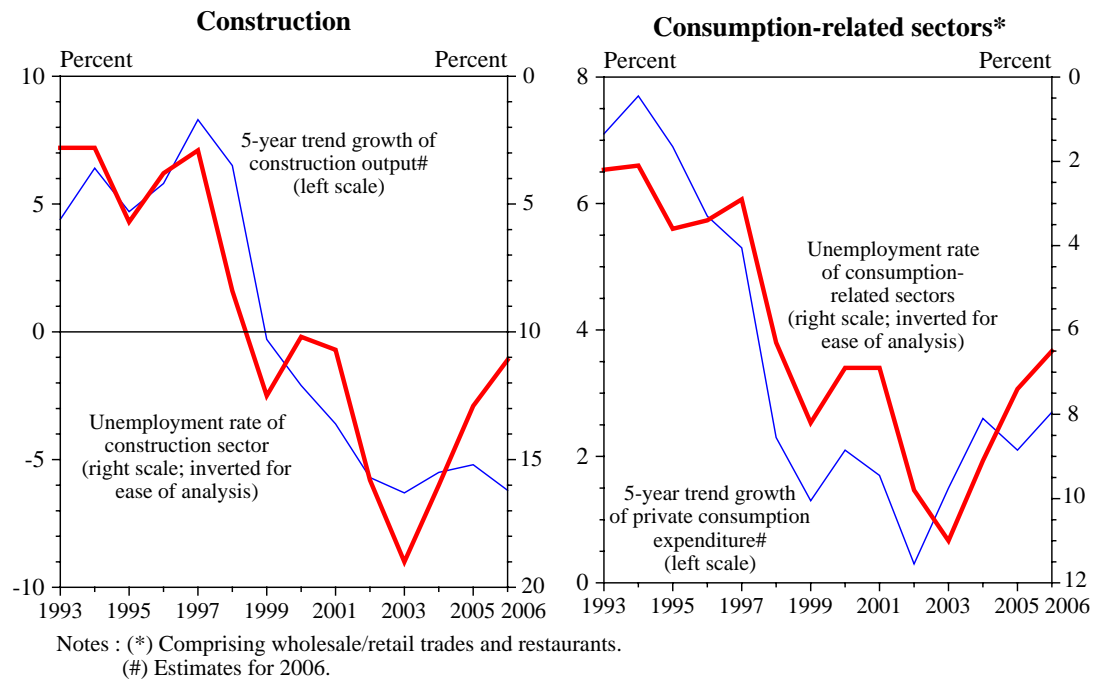 Construction
Percent
Percent
10
5
0
-5
-10
0
5
10
15
20
5-year trend growth of
construction output#
(left scale)
Unemployment rate of
construction sector
(right scale; inverted for
ease of analysis)
1993 1995 1997 1999 2001 2003 2005 2006
Consumption-related sectors*
Percent
Percent
8
6
4
2
0
0
2
4
6
8
10
12
Unemployment rate
of consumption-
related sectors
(right scale; inverted for
ease of analysis)
5-year trend growth
of private consumption
expenditure#
(left scale)
1993 1995 1997 1999 2001 2003 2005 2006
Notes : (*) Comprising wholesale/retail trades and restaurants.
(#) Estimates for 2006.